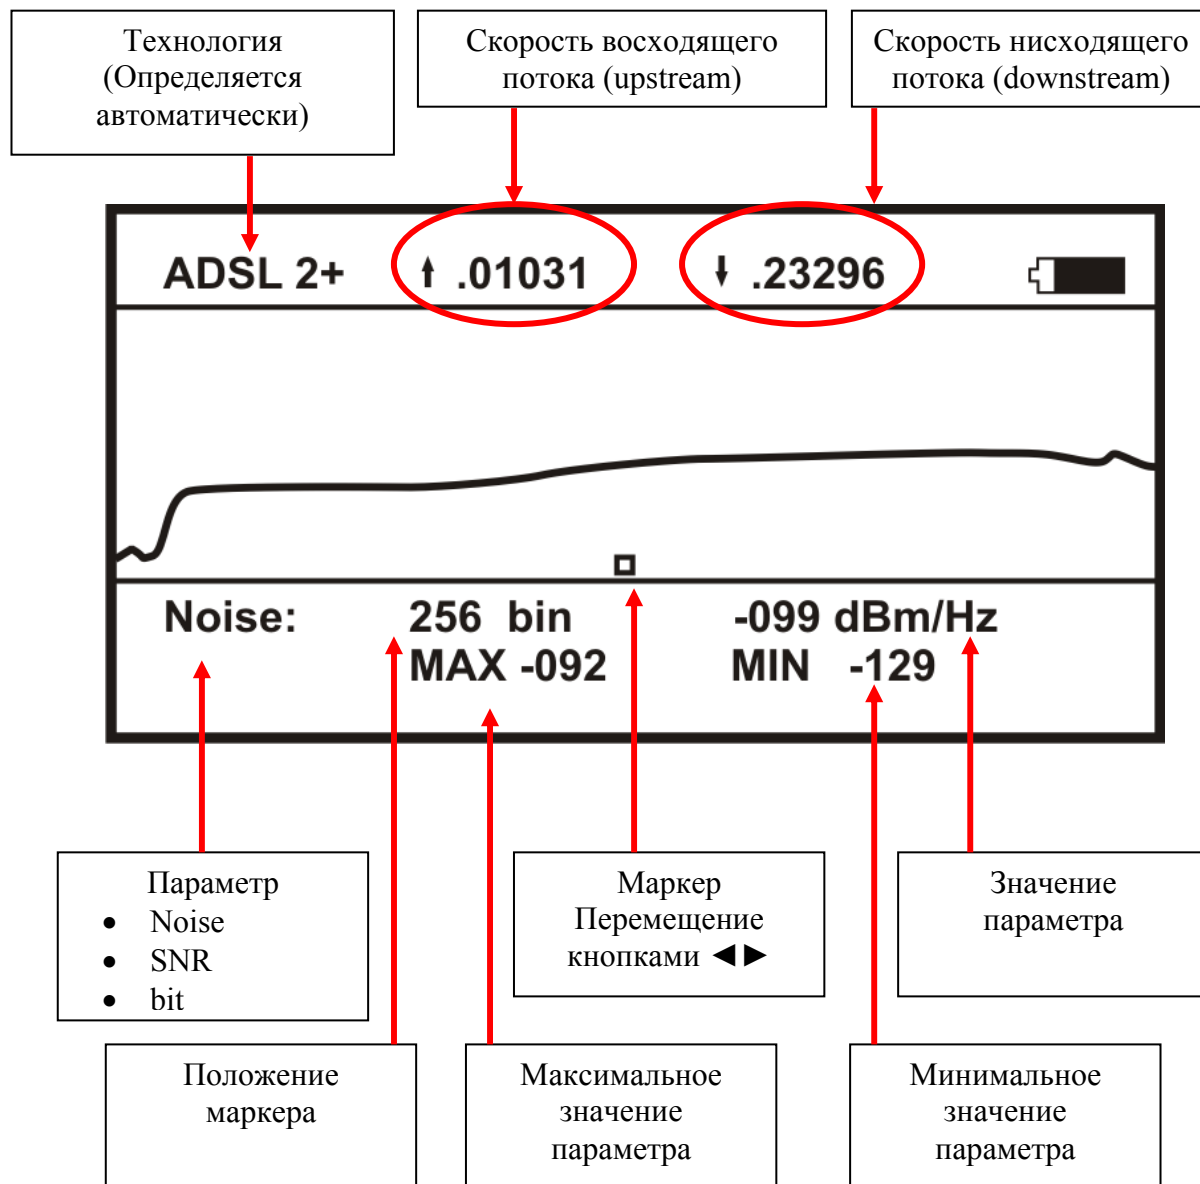 Технология
(Определяется
автоматически)
Скорость восходящего
потока (upstream)
Скорость нисходящего
потока (downstream)
ADSL 2+ ⬆ .01031 ⬇ .23296
Noise: 256 bin -099 dBm/Hz
MAX -092 MIN -129
Параметр
• Noise
• SNR
• bit
Маркер
Перемещение
кнопками ◄►
Значение
параметра
Положение
маркера
Максимальное
значение
параметра
Минимальное
значение
параметра